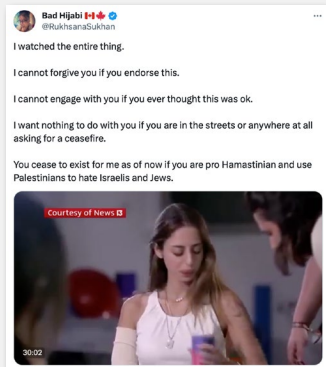 Bad Hijabi 🇨🇦🍁
@RukhsanaSukhan
I watched the entire thing.
I cannot forgive you if you endorse this.
I cannot engage with you if you ever thought this was ok.
I want nothing to do with you if you are in the streets or anywhere at all
asking for a ceasefire.
You cease to exist for me as of now if you are pro Hamastinian and use
Palestinians to hate Israelis and Jews.
Courtesy of News
30:02